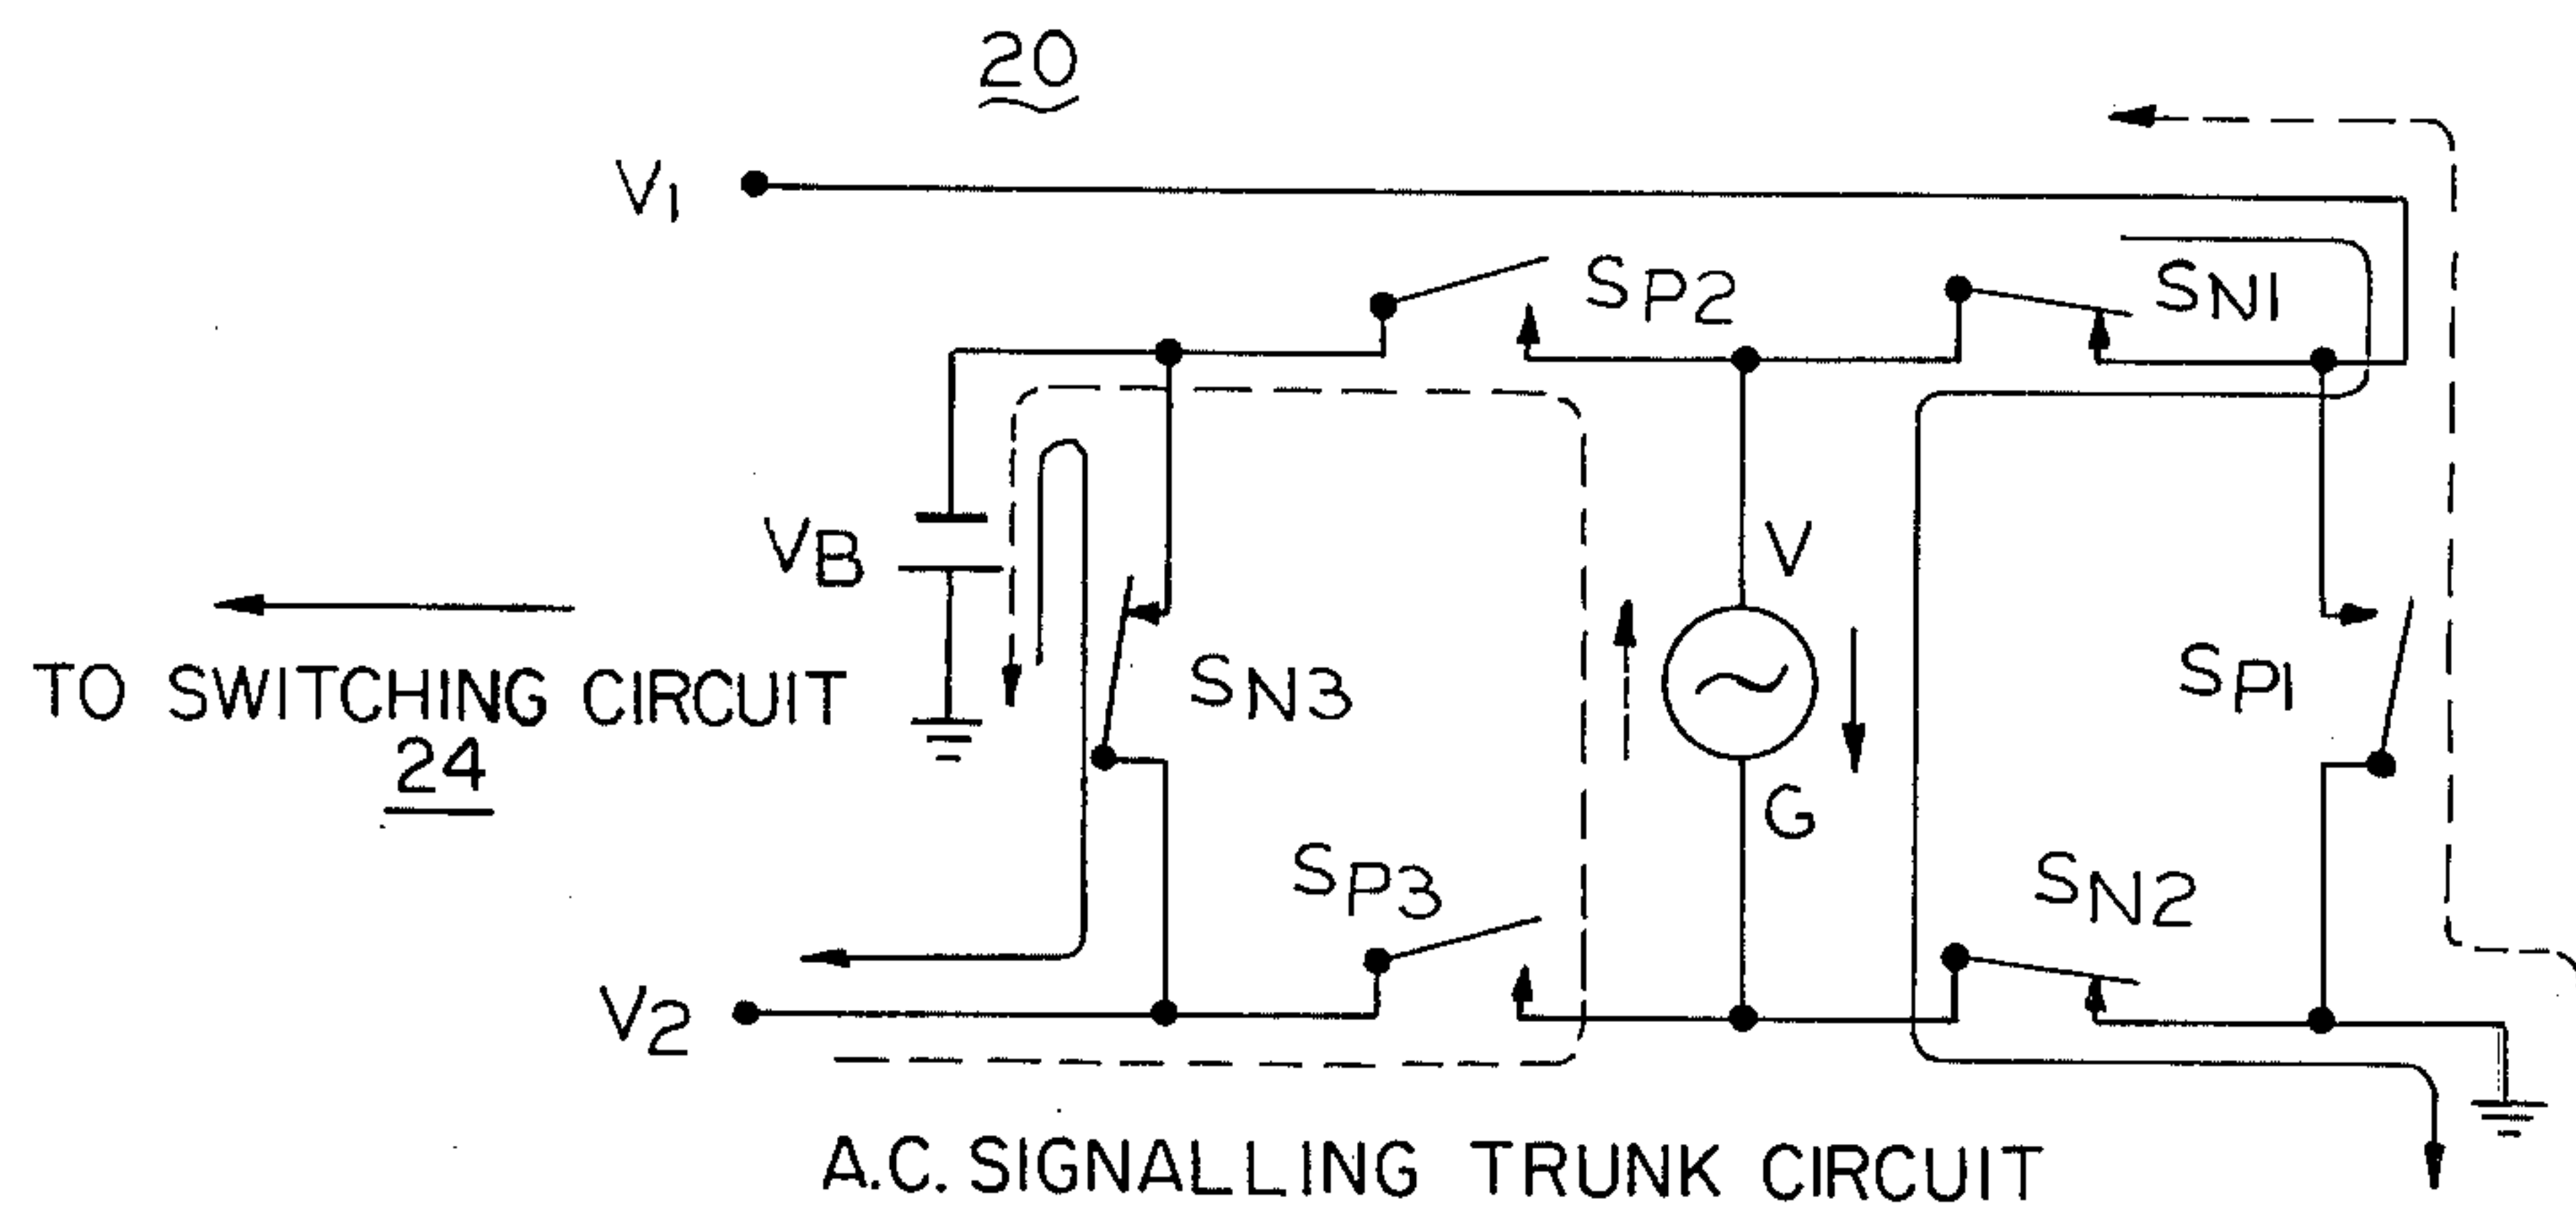 20
V1
SP2
SN1
VB
V
TO SWITCHING CIRCUIT
24
SN3
SP1
G
SP3
SN2
V2
A.C. SIGNALLING TRUNK CIRCUIT